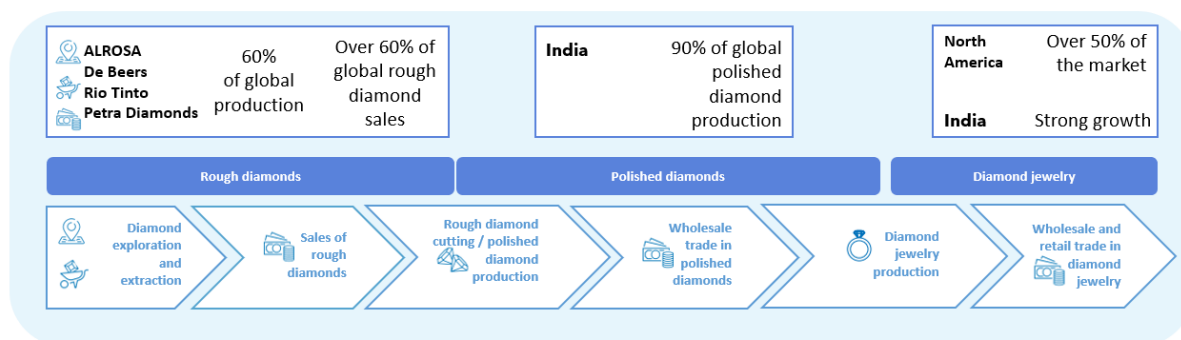 ALROSA
De Beers
Rio Tinto
Petra Diamonds
60%
of global
production
Over 60% of
global rough
diamond
sales
India
90% of global
polished
diamond
production
North
America
Over 50% of
the market
India
Strong growth
Rough diamonds
Polished diamonds
Diamond jewelry
Diamond
exploration
and
extraction
Sales of
rough
diamonds
Rough diamond
cutting / polished
diamond
production
Wholesale
trade in
polished
diamonds
Diamond
jewelry
production
Wholesale and
retail trade in
diamond
jewelry